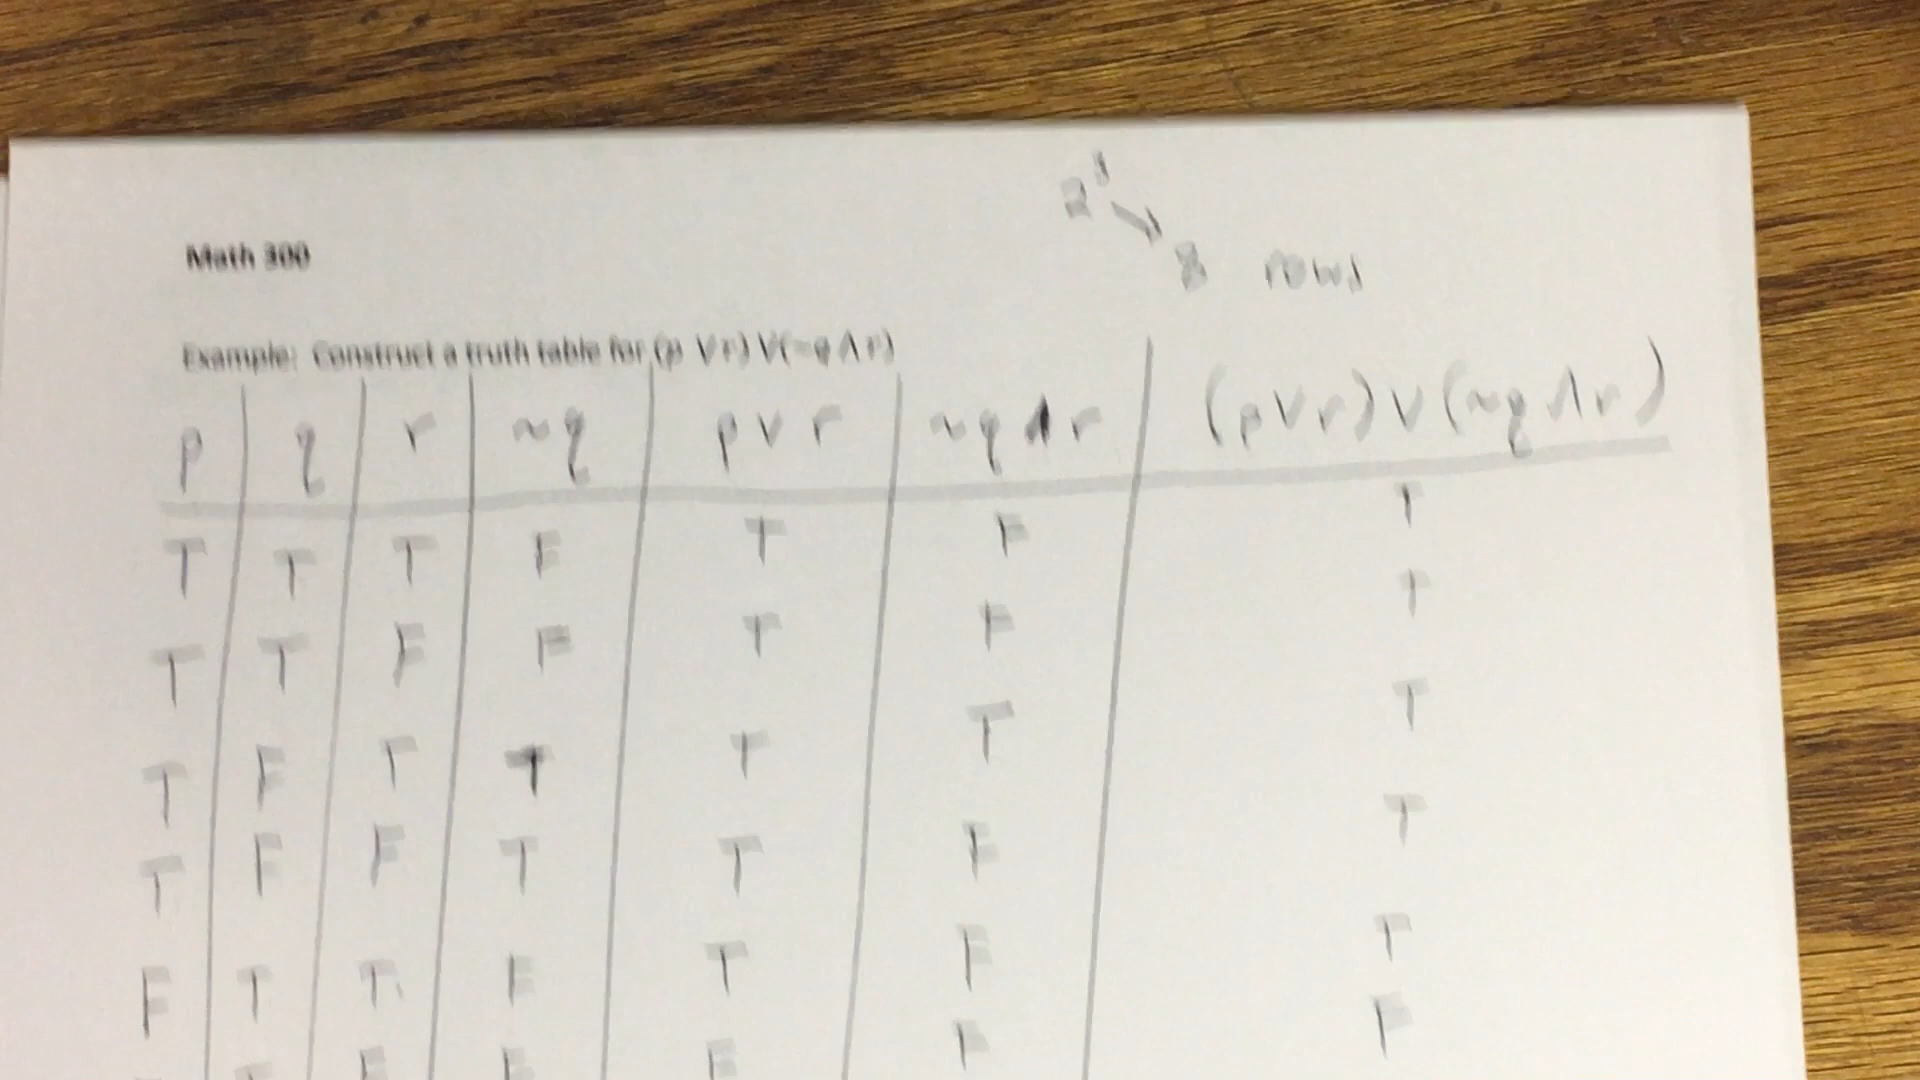 2³
8 rows
Math 300
Example: Construct a truth table for (p ∨ r) ∨(~q ∧ r)
p q r ~q p ∨ r ~q ∧ r (p ∨ r) ∨ (~q ∧ r)
T T T F T F T
T T F F T F T
T F T T T T T
T F F T T F T
F T T F T F T
F F F F F